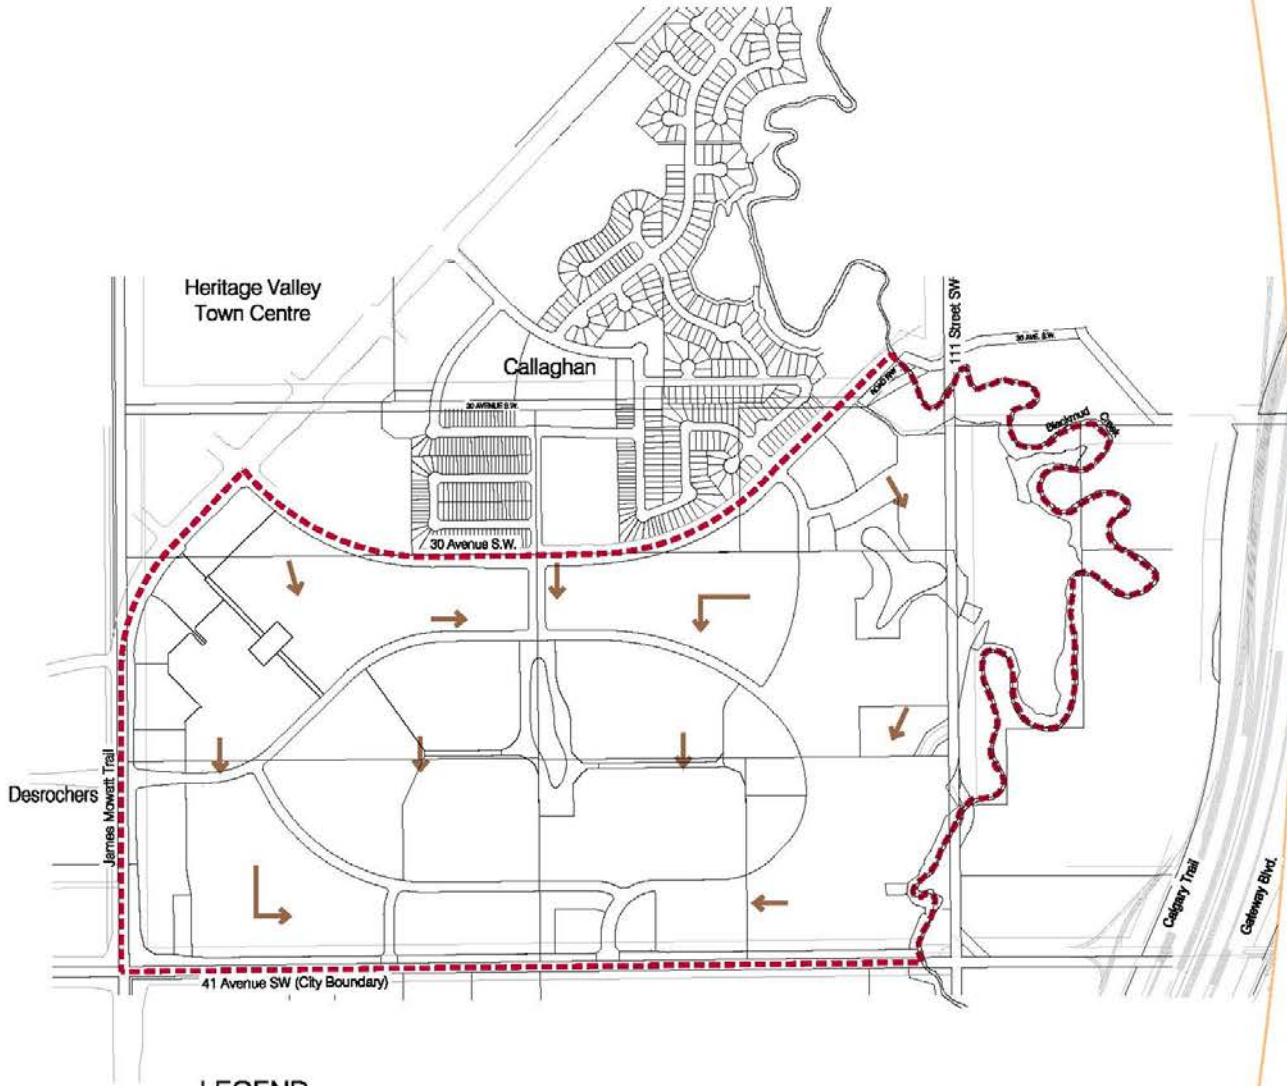 Heritage Valley
Town Centre
111 Street SW
30 AVE. S.W.
Callaghan
ROAD R/W
30 AVENUE S.W.
Blackmud
Creek
30 Avenue S.W.
James Mowatt Trail
Desrochers
Calgary Trail
Gateway Blvd.
41 Avenue SW (City Boundary)
LEGEND